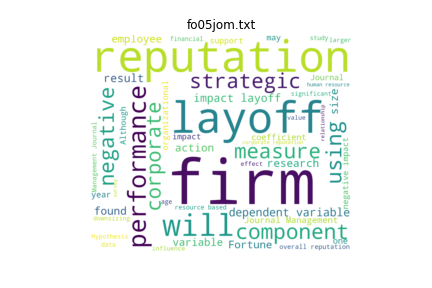 fo05jom.txt
employee
financial
support
may
study
larger
reputation
result
strategic
Journal
human resource
impact layoff
significant
size
negative
Although
performance
corporate
organizational
layoff
value
relationship
impact
coefficient
corporate reputation
action
measure
using
research
effect
negative impact
Management Journal
firm
year
age
resource based
found
will
dependent variable
Journal Management
component
downsizing
survey
Hypothesis
data
variable
Fortune
one
influence
overall reputation